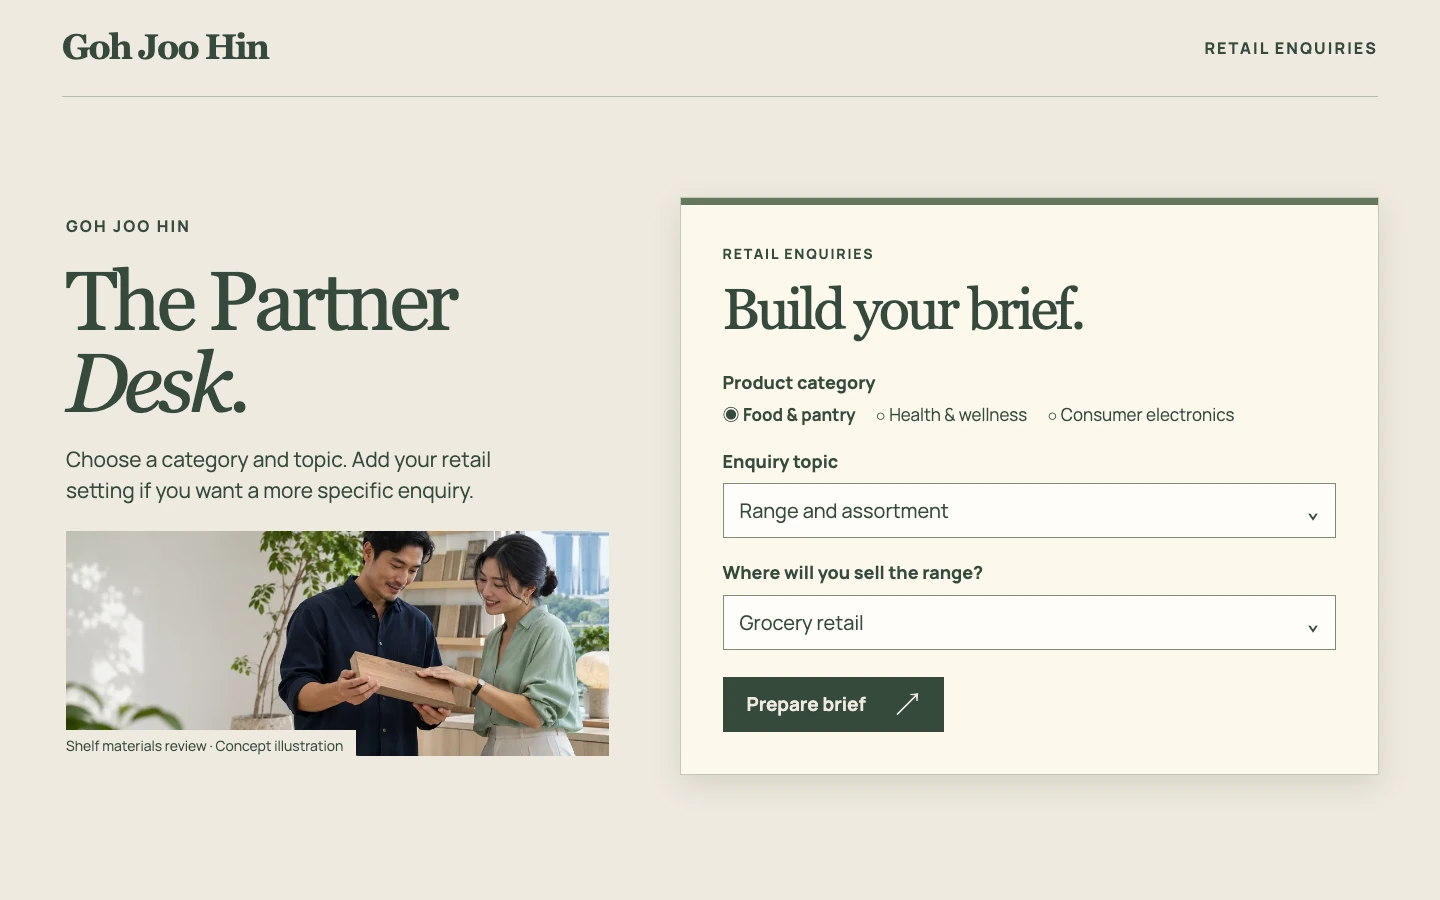 Goh Joo Hin
RETAIL ENQUIRIES
GOH JOO HIN
The Partner
Desk.
Choose a category and topic. Add your retail
setting if you want a more specific enquiry.
Shelf materials review · Concept illustration
RETAIL ENQUIRIES
Build your brief.
Product category
Food & pantry
Health & wellness
Consumer electronics
Enquiry topic
Range and assortment
Where will you sell the range?
Grocery retail
Prepare brief